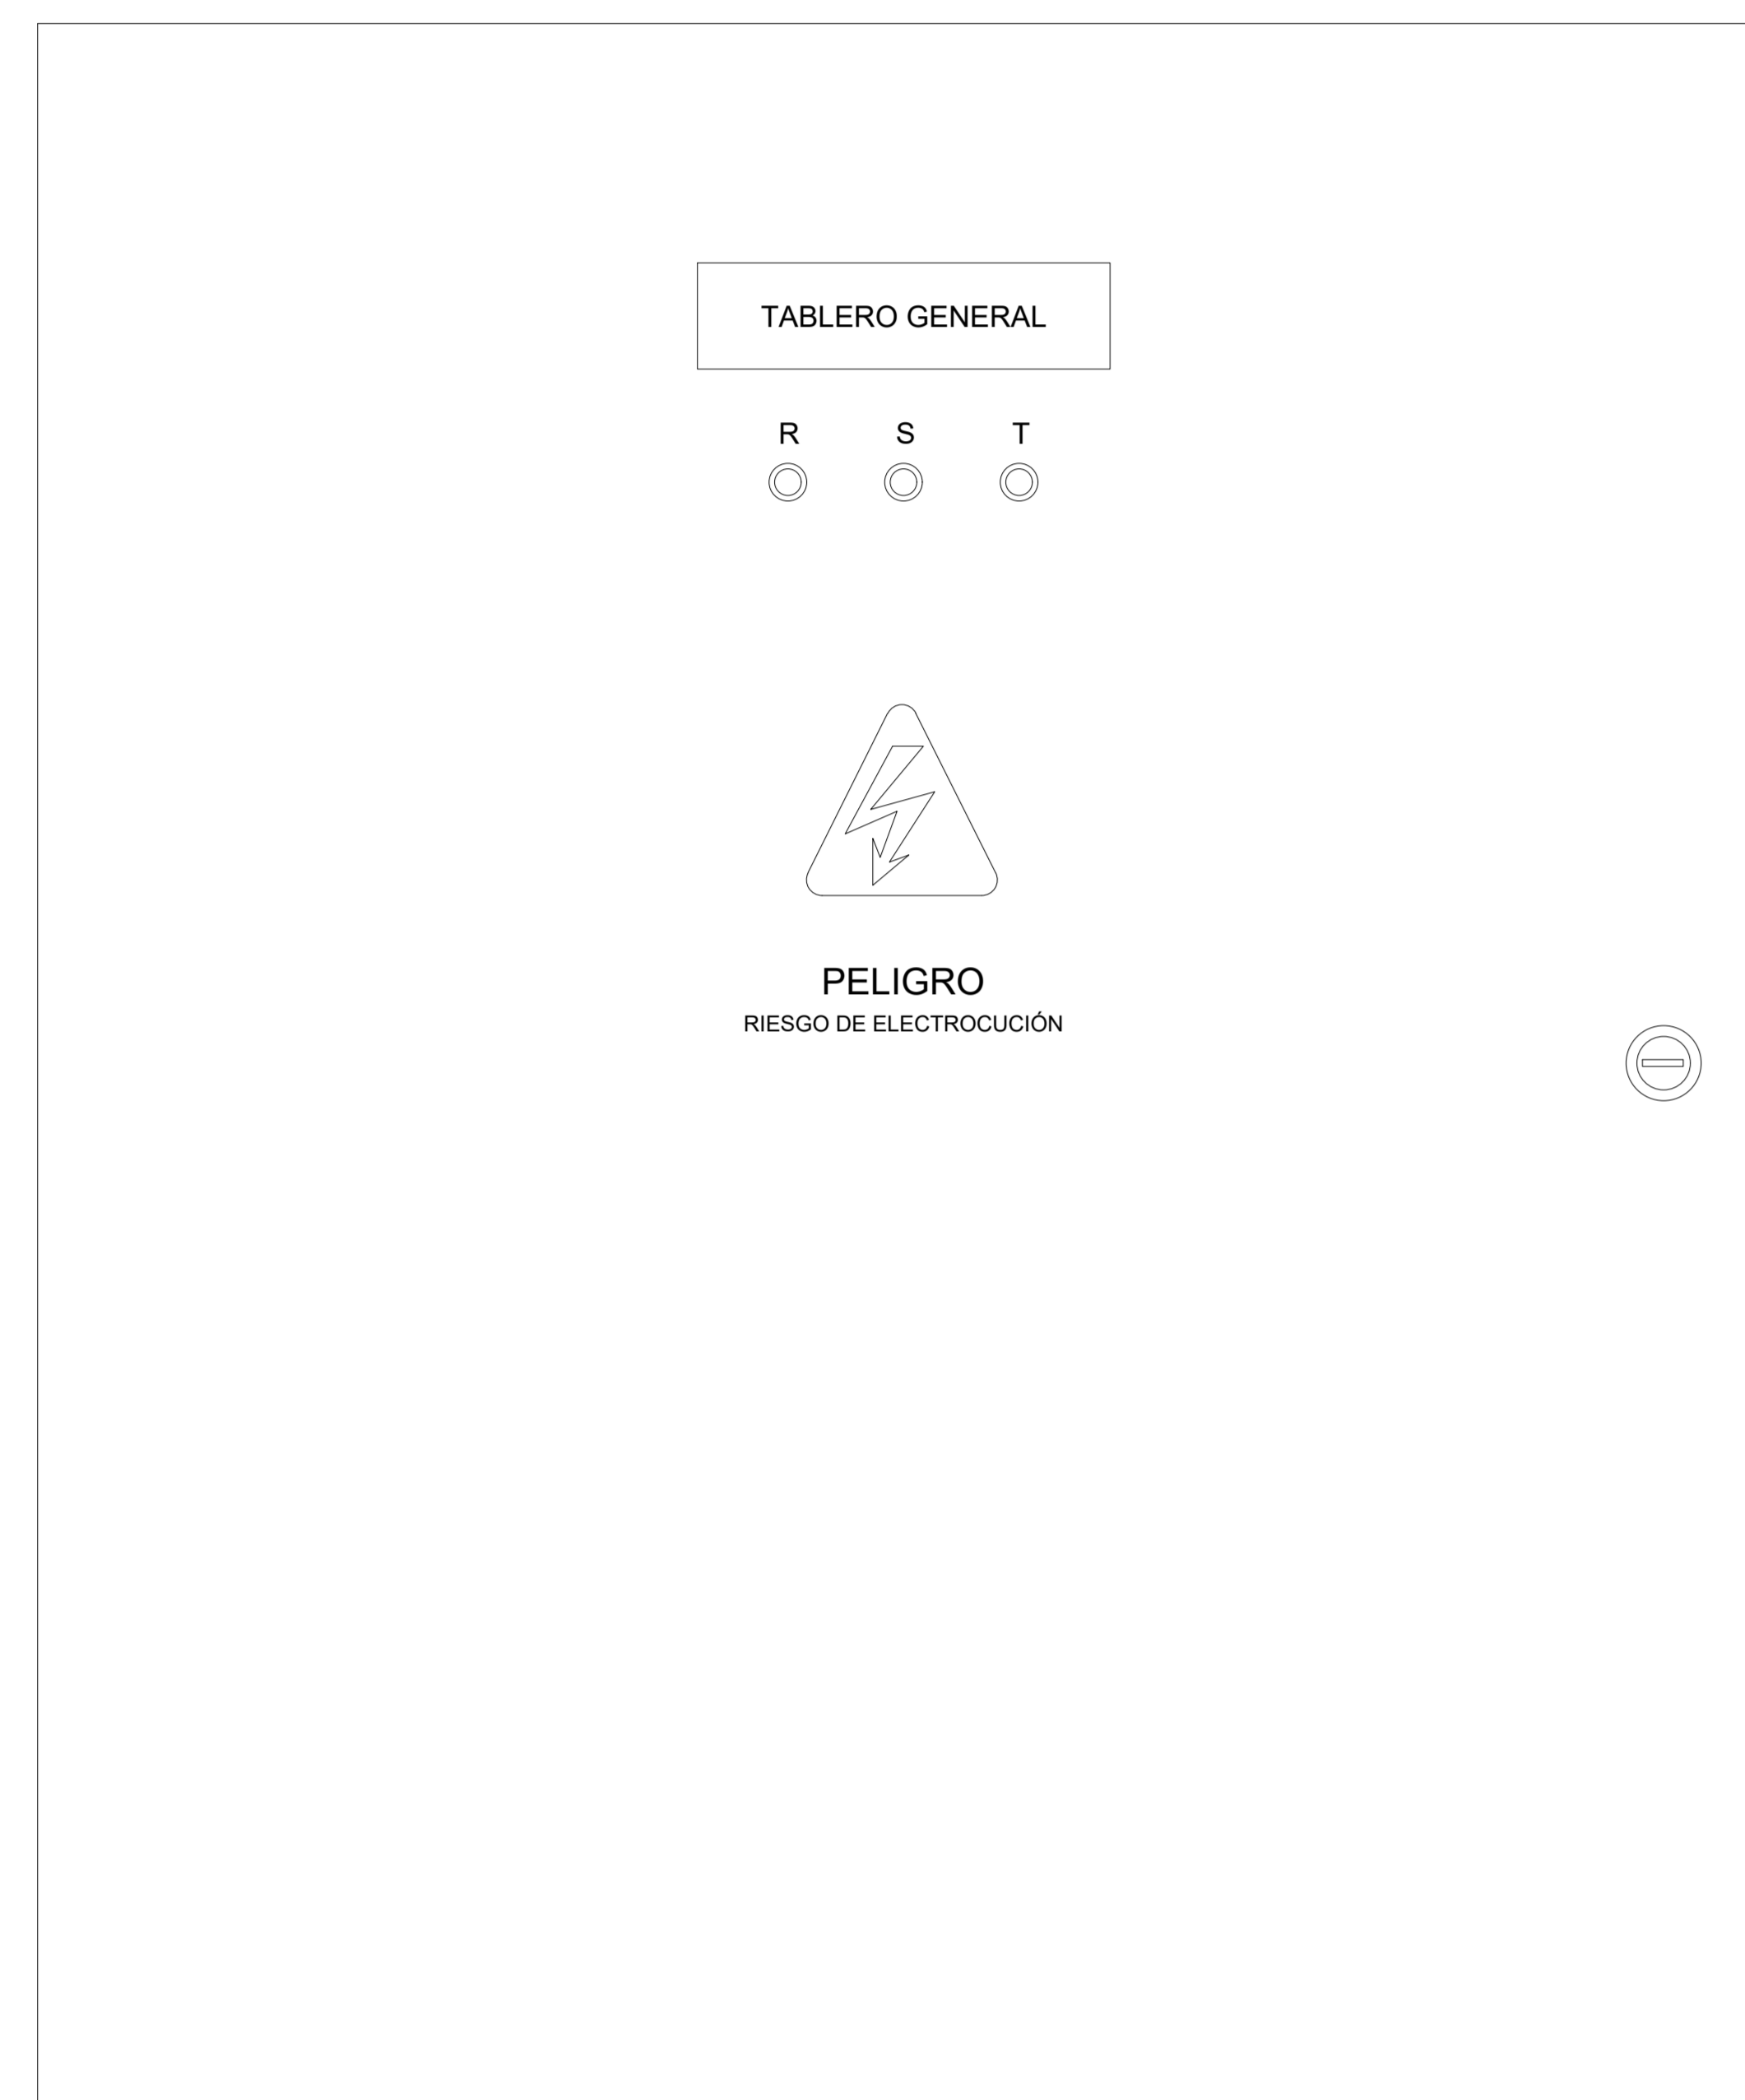 TABLERO GENERAL
R S T
PELIGRO
RIESGO DE ELECTROCUCIÓN